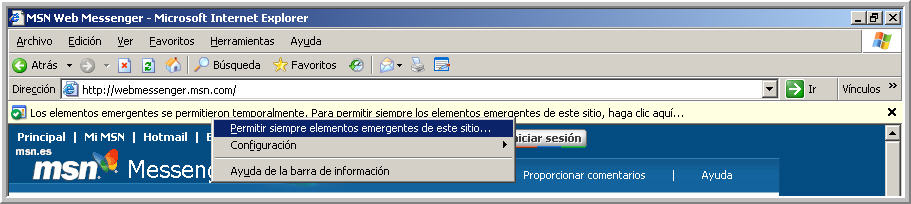 MSN Web Messenger - Microsoft Internet Explorer
Archivo Edición Ver Favoritos Herramientas Ayuda
Atrás Búsqueda Favoritos
Dirección http://webmessenger.msn.com/ Ir Vínculos »
Los elementos emergentes se permitieron temporalmente. Para permitir siempre los elementos emergentes de este sitio, haga clic aquí...
Permitir siempre elementos emergentes de este sitio...
Principal | Mi MSN | Hotmail | iniciar sesión
Configuración
msn.es
msn Messen
Ayuda de la barra de información
Proporcionar comentarios | Ayuda